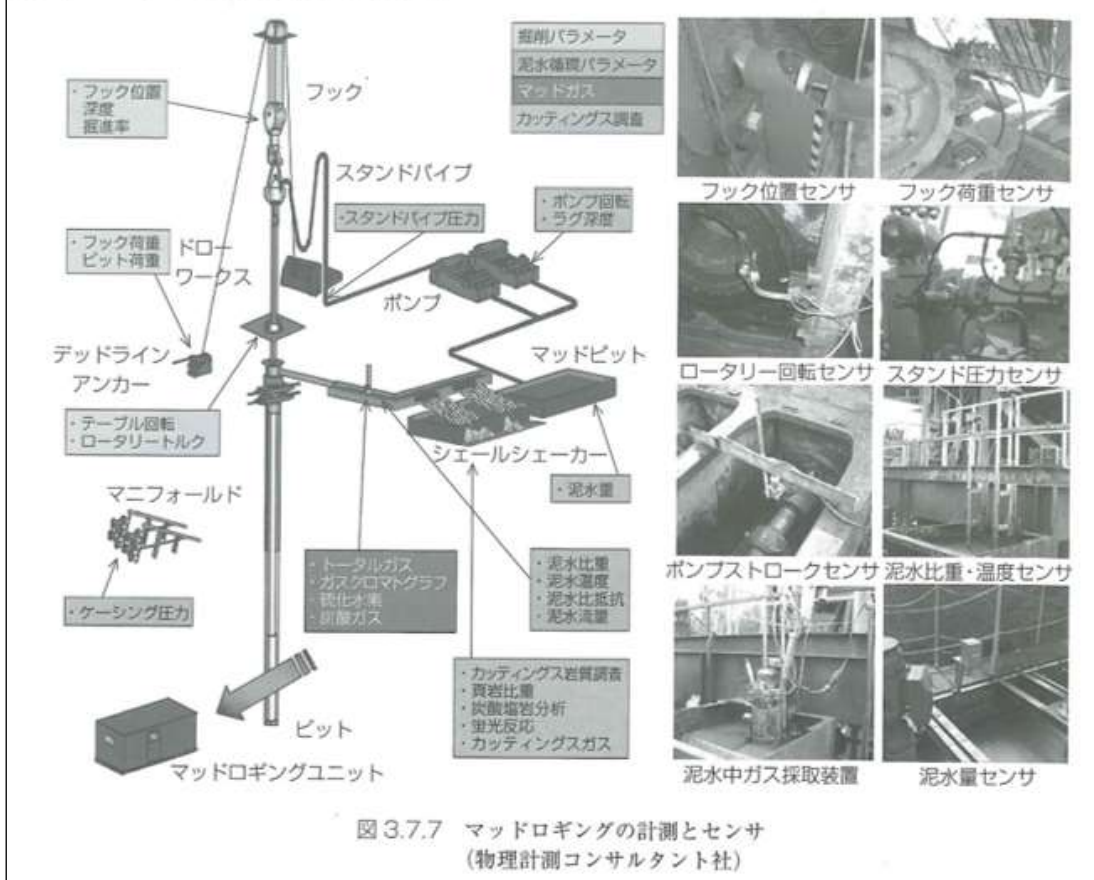 掘削パラメータ
泥水循環パラメータ
マッドガス
カッティングス調査
・フック位置
深度
掘進率
フック
スタンドパイプ
・スタンドパイプ圧力
・ポンプ回転
・ラグ深度
・フック荷重
ビット荷重
ドロー
ワークス
ポンプ
デッドライン
アンカー
マッドピット
・テーブル回転
・ロータリートルク
シェールシェーカー
・泥水量
マニフォールド
・トータルガス
・ガスクロマトグラフ
・硫化水素
・炭酸ガス
・泥水比重
・泥水温度
・泥水比抵抗
・泥水流量
・ケーシング圧力
・カッティングス岩質調査
・頁岩比重
・炭酸塩岩分析
・蛍光反応
・カッティングスガス
ビット
マッドロギングユニット
フック位置センサ
フック荷重センサ
ロータリー回転センサ
スタンド圧力センサ
ポンプストロークセンサ
泥水比重・温度センサ
泥水中ガス採取装置
泥水量センサ
図 3.7.7 マッドロギングの計測とセンサ
(物理計測コンサルタント社)